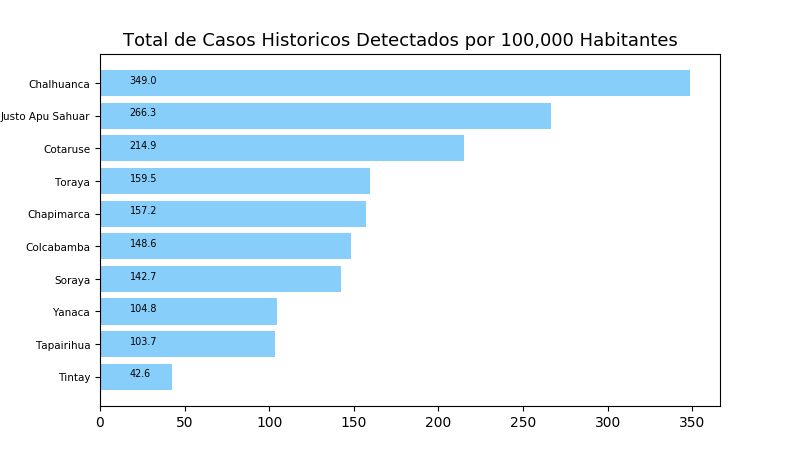 Total de Casos Historicos Detectados por 100,000 Habitantes
Chalhuanca 349.0
Justo Apu Sahuar 266.3
Cotaruse 214.9
Toraya 159.5
Chapimarca 157.2
Colcabamba 148.6
Soraya 142.7
Yanaca 104.8
Tapairihua 103.7
Tintay 42.6
0 50 100 150 200 250 300 350